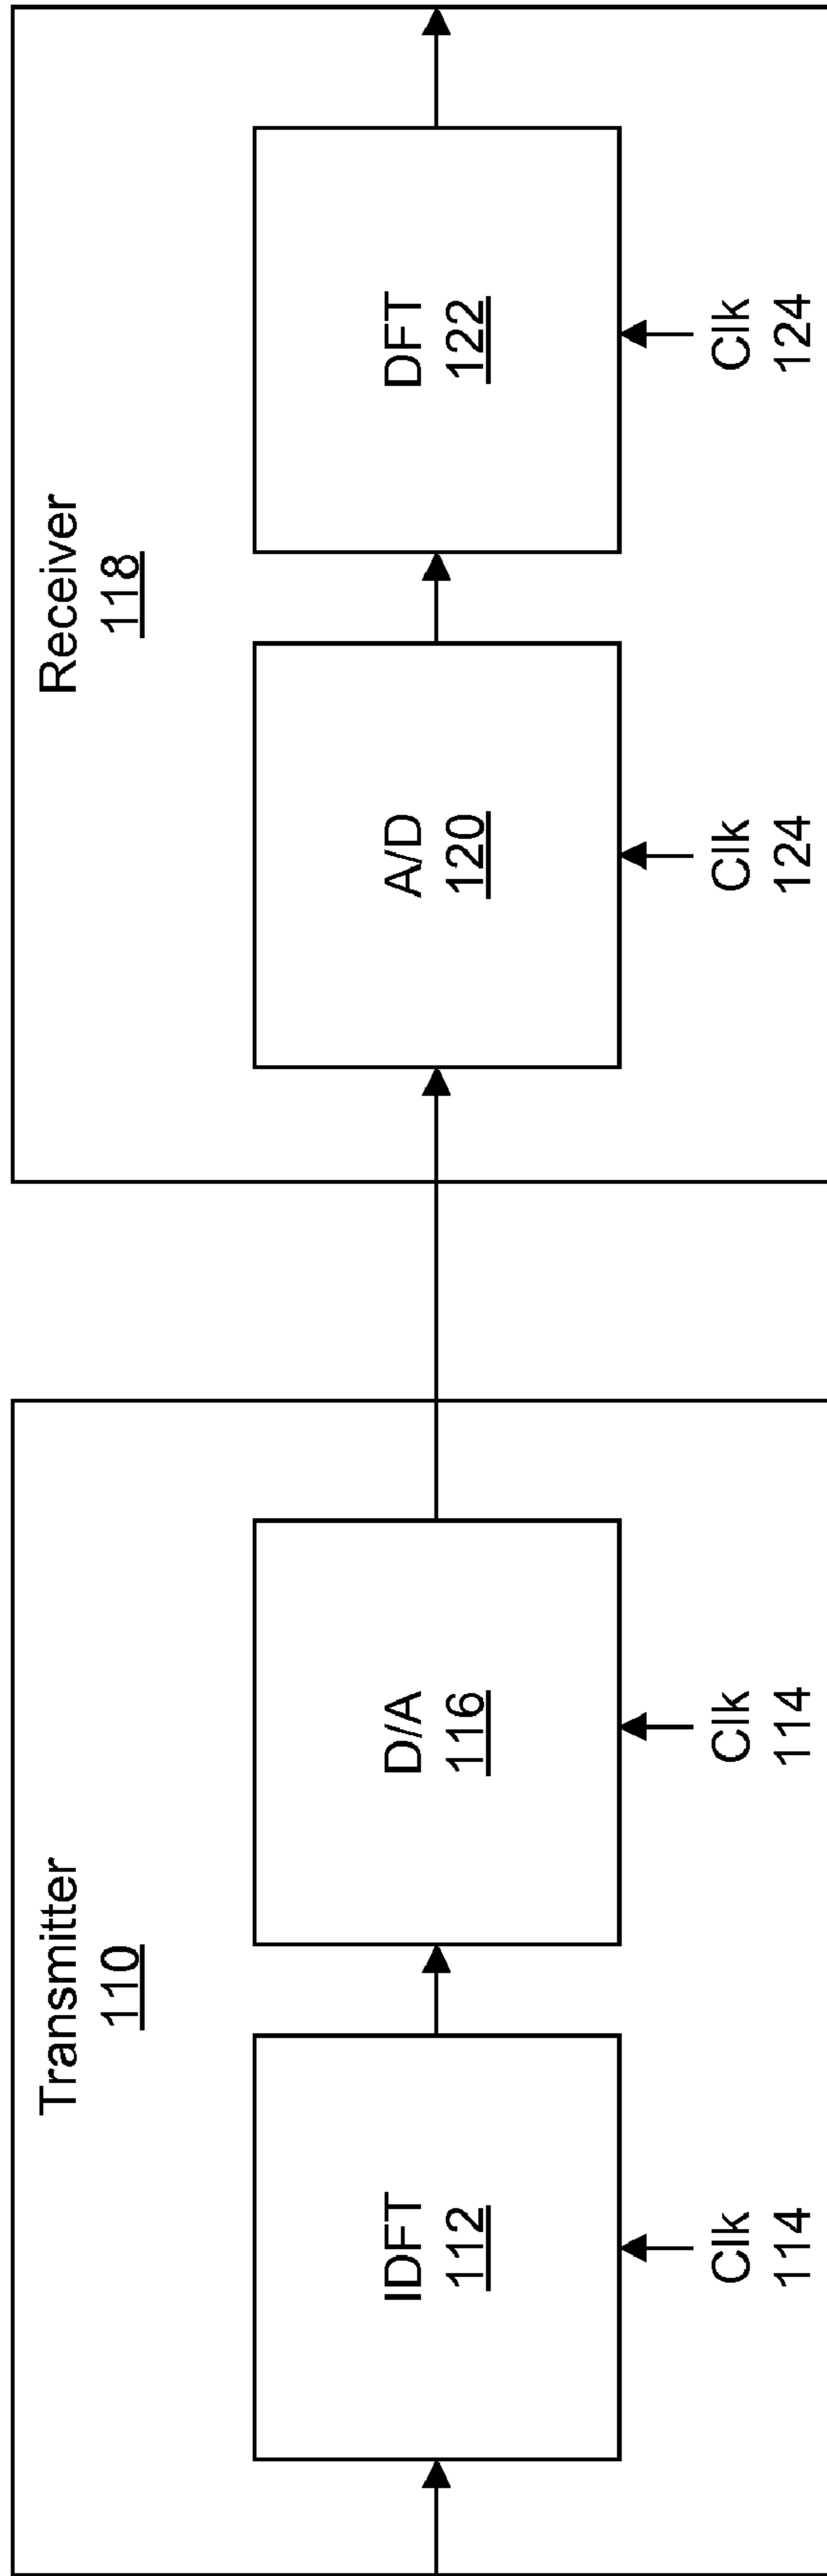 Transmitter
110
IDFT
112
Clk
114
D/A
116
Clk
114
Receiver
118
A/D
120
Clk
124
DFT
122
Clk
124